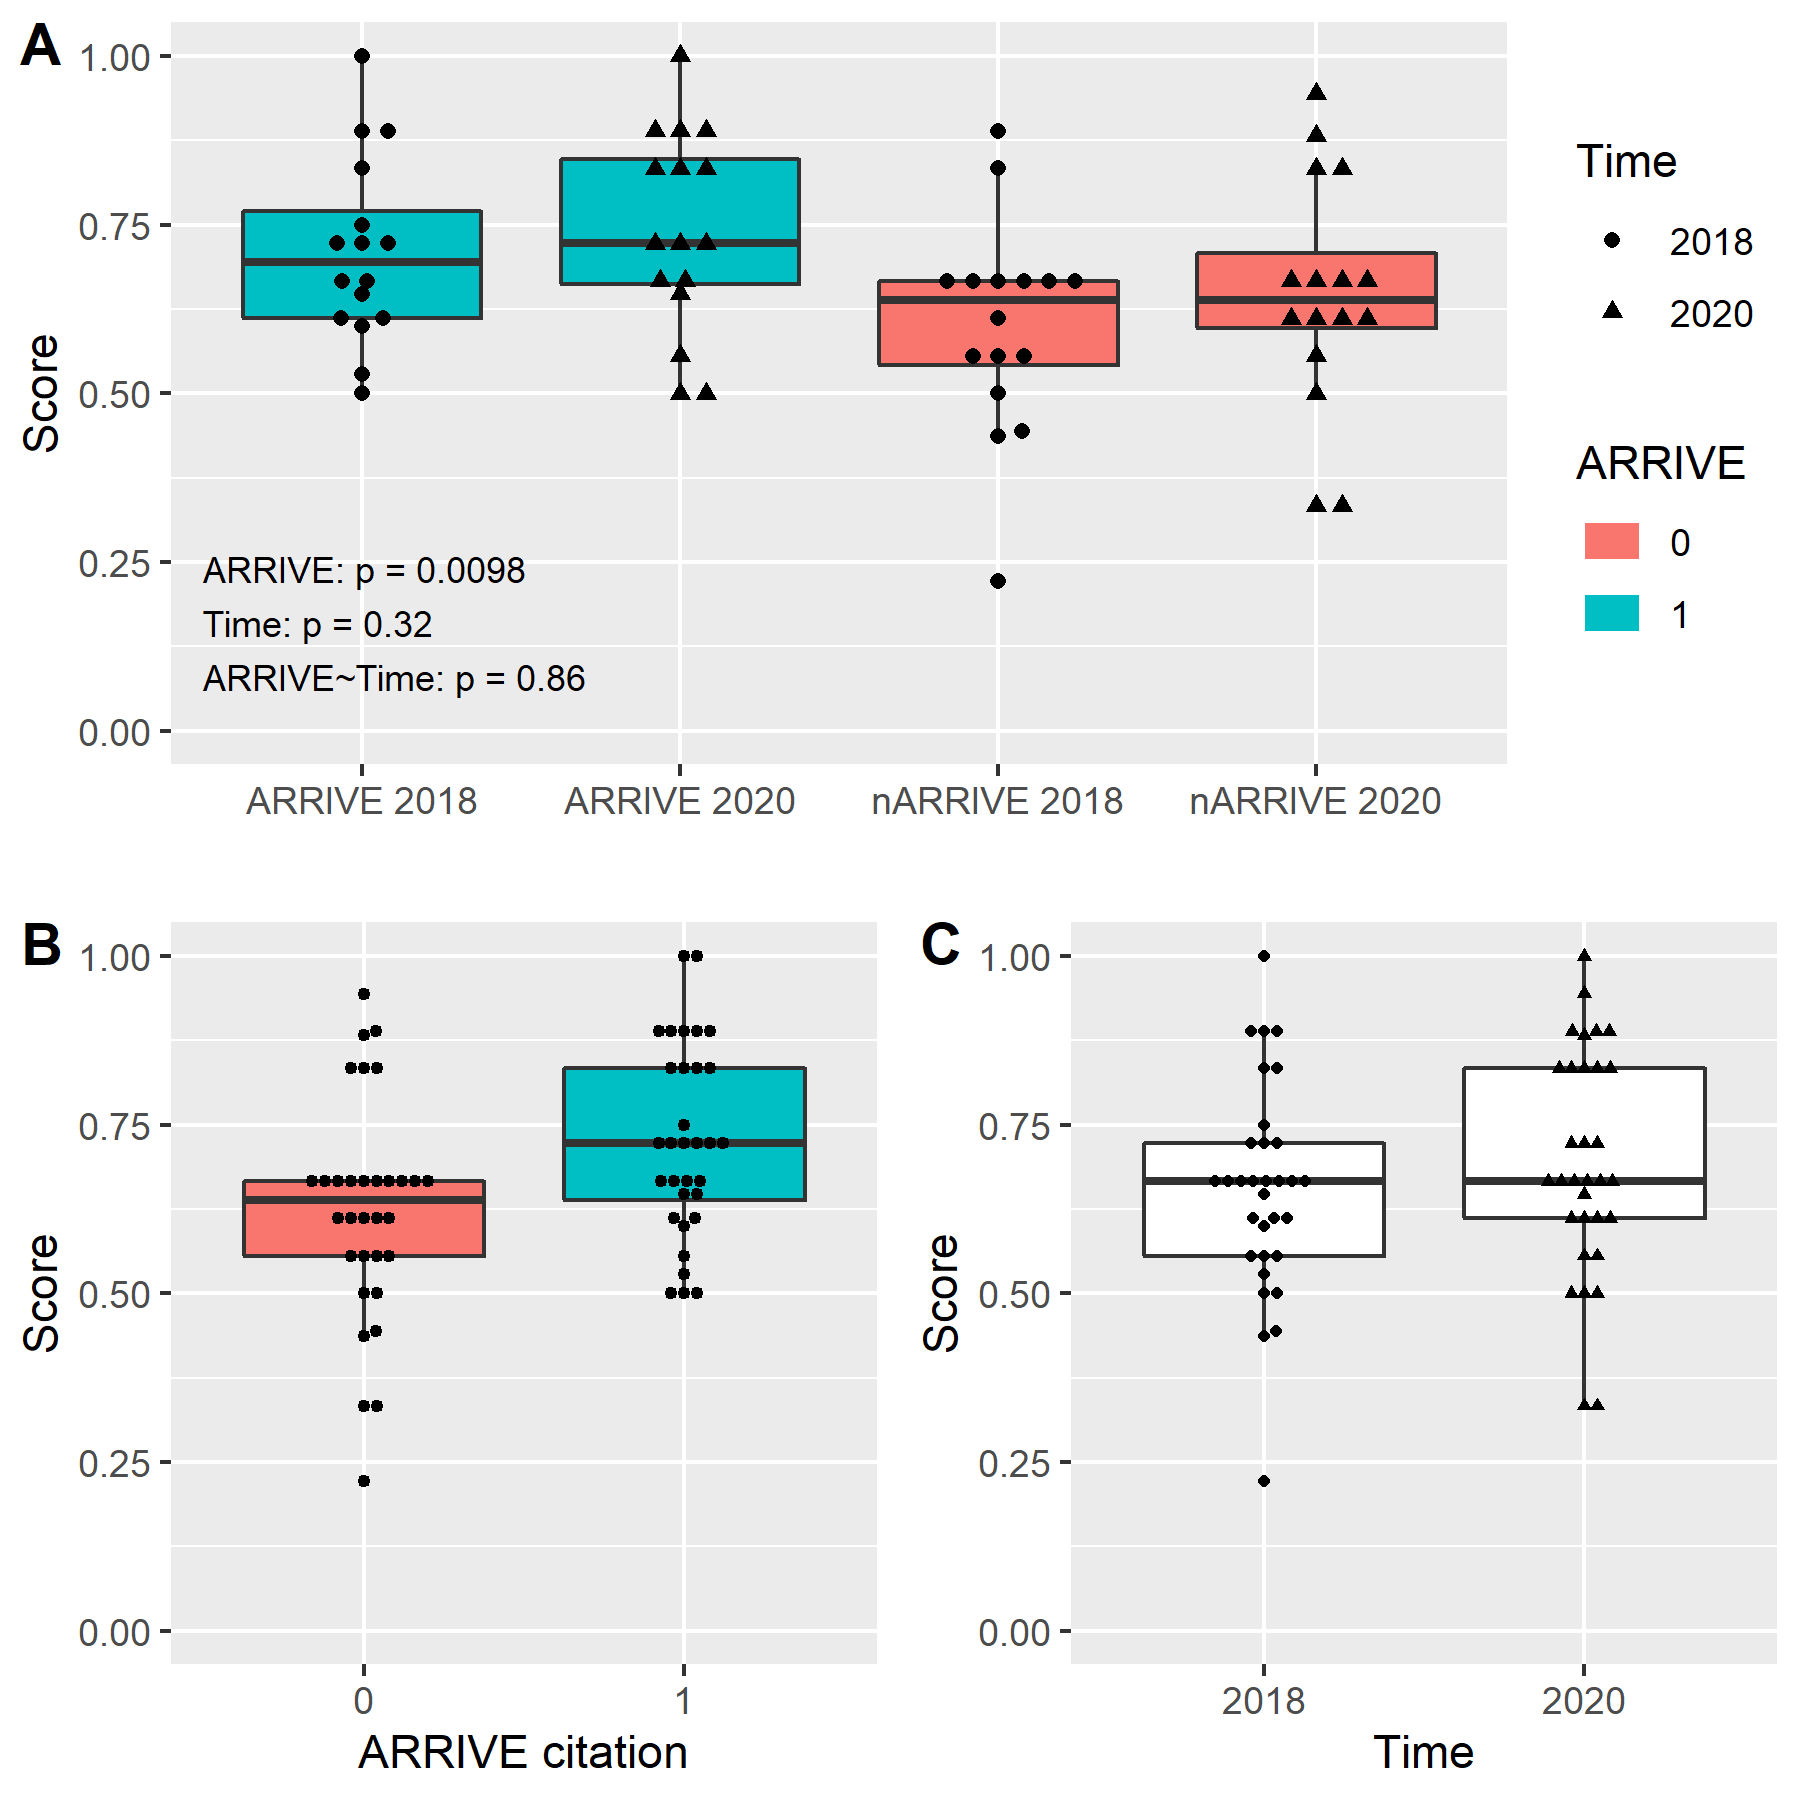 A
1.00
0.75
0.50
0.25
0.00
Score
ARRIVE: p = 0.0098
Time: p = 0.32
ARRIVE~Time: p = 0.86
ARRIVE 2018
ARRIVE 2020
nARRIVE 2018
nARRIVE 2020
Time
2018
2020
ARRIVE
0
1
B
1.00
0.75
0.50
0.25
0.00
Score
0
1
ARRIVE citation
C
1.00
0.75
0.50
0.25
0.00
Score
2018
2020
Time